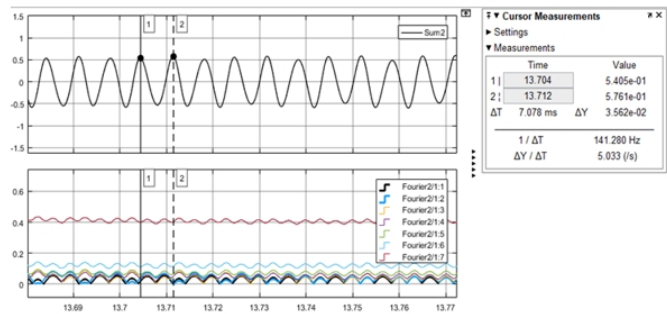 1.5
1
0.5
0
-0.5
-1
-1.5
1
2
Sum2
0.6
0.4
0.2
0
1
2
Fourier2/1:1
Fourier2/1:2
Fourier2/1:3
Fourier2/1:4
Fourier2/1:5
Fourier2/1:6
Fourier2/1:7
13.69 13.7 13.71 13.72 13.73 13.74 13.75 13.76 13.77
Cursor Measurements
Settings
Measurements
Time Value
1 | 13.704 5.405e-01
2 ¦ 13.712 5.761e-01
ΔT 7.078 ms ΔY 3.562e-02
1 / ΔT 141.280 Hz
ΔY / ΔT 5.033 (/s)